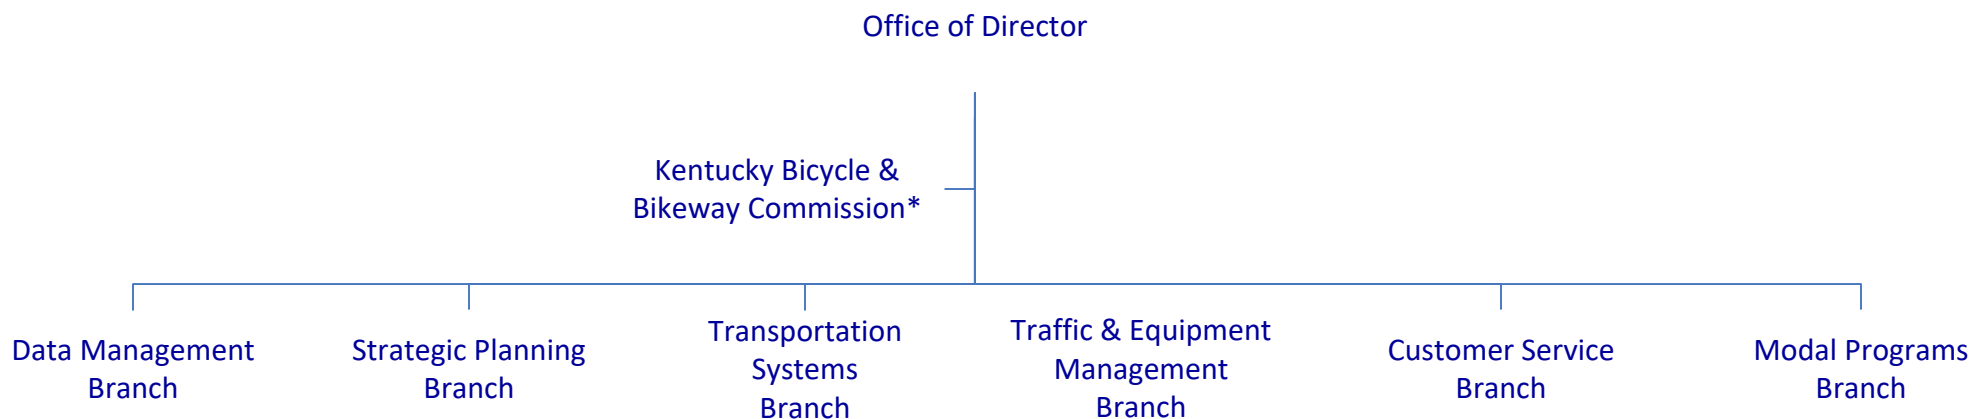 Office of Director
Kentucky Bicycle &
Bikeway Commission*
Data Management
Branch
Strategic Planning
Branch
Transportation
Systems
Branch
Traffic & Equipment
Management
Branch
Customer Service
Branch
Modal Programs
Branch